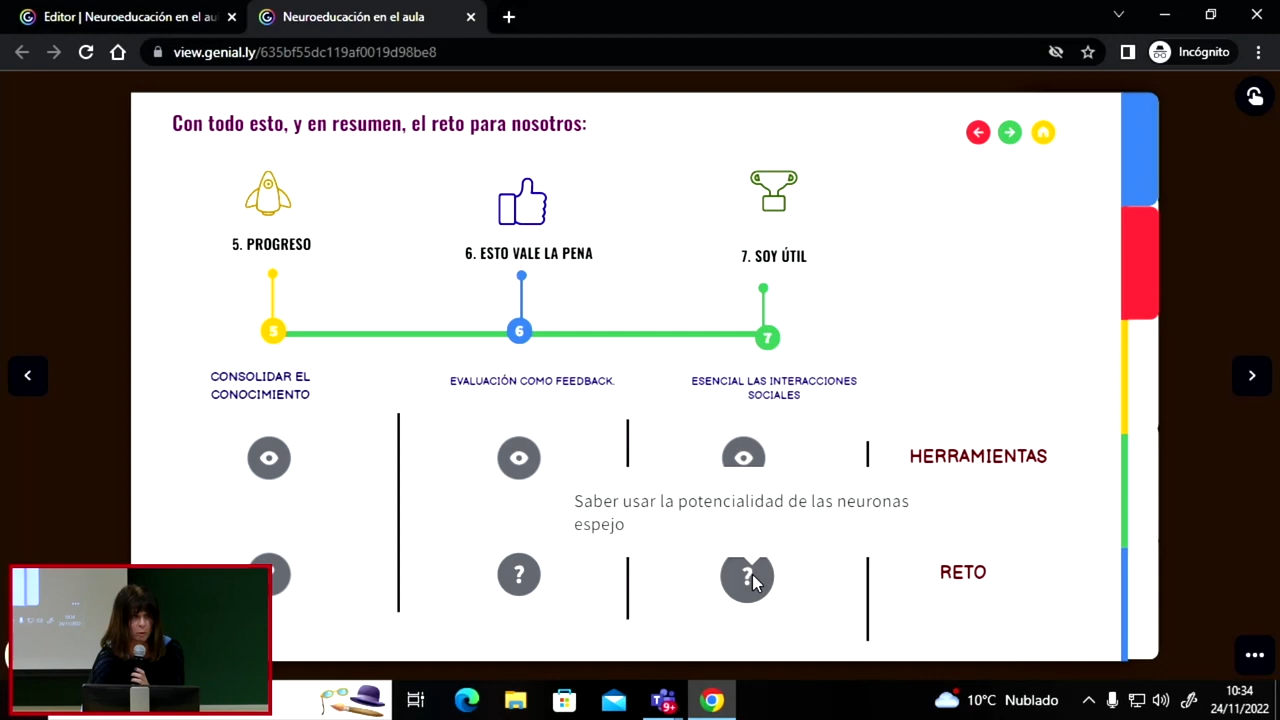 Editor | Neuroeducación en el au
Neuroeducación en el aula
view.genial.ly/635bf55dc119af0019d98be8
Incógnito
Con todo esto, y en resumen, el reto para nosotros:
5. PROGRESO
6. ESTO VALE LA PENA
7. SOY ÚTIL
5
6
7
CONSOLIDAR EL
CONOCIMIENTO
EVALUACIÓN COMO FEEDBACK.
ESENCIAL LAS INTERACCIONES
SOCIALES
HERRAMIENTAS
Saber usar la potencialidad de las neuronas
espejo
?
?
RETO
9+
10°C Nublado
10:34
24/11/2022